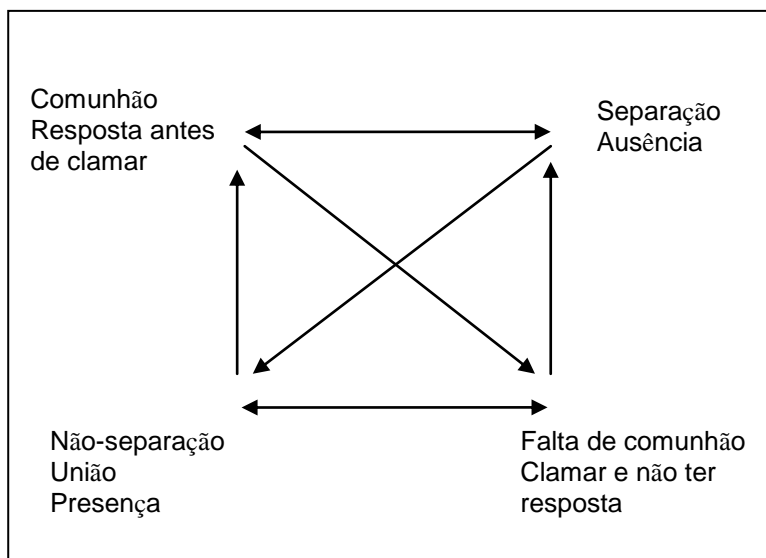 Comunhão
Resposta antes
de clamar
Separação
Ausência
Não-separação
União
Presença
Falta de comunhão
Clamar e não ter
resposta